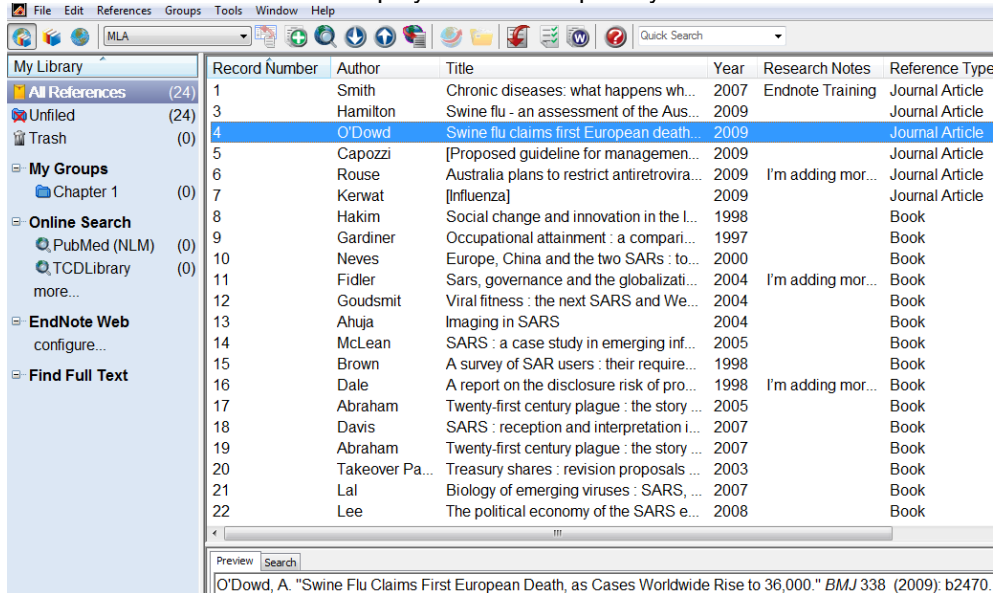 File Edit References Groups Tools Window Help
MLA Quick Search
My Library
All References (24)
Unfiled (24)
Trash (0)
My Groups
Chapter 1 (0)
Online Search
PubMed (NLM) (0)
TCDLibrary (0)
more...
EndNote Web
configure...
Find Full Text
Record Number Author Title Year Research Notes Reference Type
1 Smith Chronic diseases: what happens wh... 2007 Endnote Training Journal Article
3 Hamilton Swine flu - an assessment of the Aus... 2009 Journal Article
4 O'Dowd Swine flu claims first European death... 2009 Journal Article
5 Capozzi [Proposed guideline for managemen... 2009 Journal Article
6 Rouse Australia plans to restrict antiretrovira... 2009 I'm adding mor... Journal Article
7 Kerwat [Influenza] 2009 Journal Article
8 Hakim Social change and innovation in the l... 1998 Book
9 Gardiner Occupational attainment : a compari... 1997 Book
10 Neves Europe, China and the two SARs : to... 2000 Book
11 Fidler Sars, governance and the globalizati... 2004 I'm adding mor... Book
12 Goudsmit Viral fitness : the next SARS and We... 2004 Book
13 Ahuja Imaging in SARS 2004 Book
14 McLean SARS : a case study in emerging inf... 2005 Book
15 Brown A survey of SAR users : their require... 1998 Book
16 Dale A report on the disclosure risk of pro... 1998 I'm adding mor... Book
17 Abraham Twenty-first century plague : the story ... 2005 Book
18 Davis SARS : reception and interpretation i... 2007 Book
19 Abraham Twenty-first century plague : the story ... 2007 Book
20 Takeover Pa... Treasury shares : revision proposals ... 2003 Book
21 Lal Biology of emerging viruses : SARS, ... 2007 Book
22 Lee The political economy of the SARS e... 2008 Book
Preview Search
O'Dowd, A. "Swine Flu Claims First European Death, as Cases Worldwide Rise to 36,000." BMJ 338 (2009): b2470.